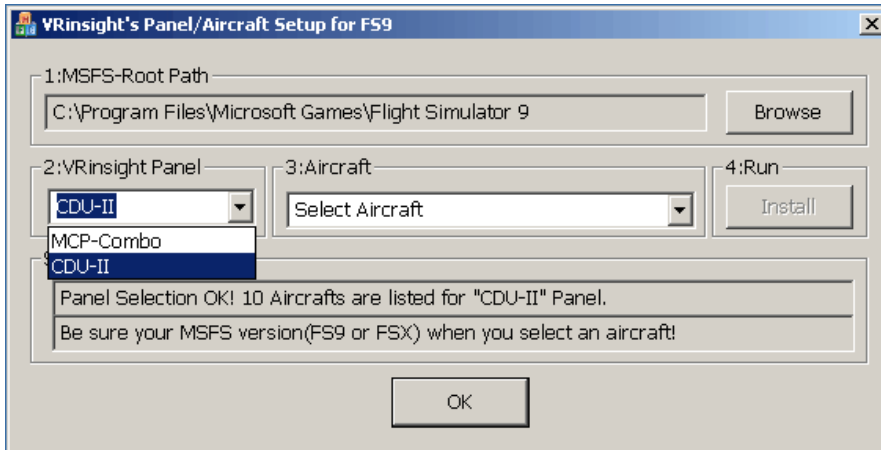 VRinsight's Panel/Aircraft Setup for FS9
1:MSFS-Root Path
C:\Program Files\Microsoft Games\Flight Simulator 9
Browse
2:VRinsight Panel
3:Aircraft
4:Run
CDU-II
Select Aircraft
Install
MCP-Combo
CDU-II
Panel Selection OK! 10 Aircrafts are listed for "CDU-II" Panel.
Be sure your MSFS version(FS9 or FSX) when you select an aircraft!
OK